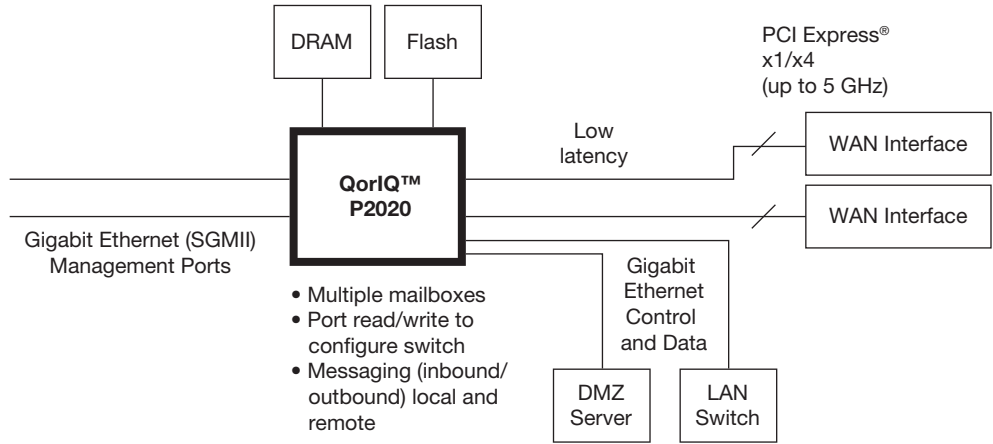 DRAM
Flash
PCI Express®
x1/x4
(up to 5 GHz)
Low
latency
WAN Interface
QorIQ™
P2020
WAN Interface
Gigabit Ethernet (SGMII)
Management Ports
Gigabit
Ethernet
Control
and Data
• Multiple mailboxes
• Port read/write to
configure switch
• Messaging (inbound/
outbound) local and
remote
DMZ
Server
LAN
Switch